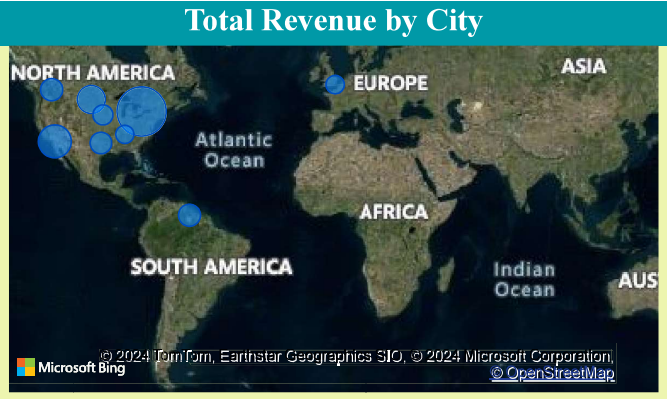 Total Revenue by City
NORTH AMERICA
EUROPE
ASIA
Atlantic
Ocean
AFRICA
SOUTH AMERICA
Indian
Ocean
AUS
© 2024 TomTom, Earthstar Geographics SIO, © 2024 Microsoft Corporation,
Microsoft Bing
© OpenStreetMap